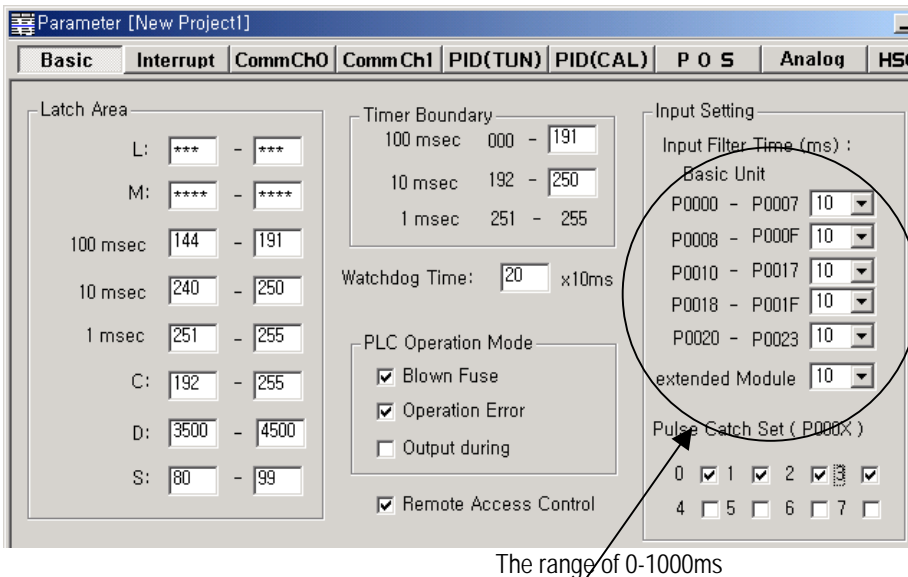 Parameter [New Project1]
Basic Interrupt CommCh0 CommCh1 PID(TUN) PID(CAL) P O S Analog
Latch Area
L: *** - ***
M: **** - ****
100 msec 144 - 191
10 msec 240 - 250
1 msec 251 - 255
C: 192 - 255
D: 3500 - 4500
S: 80 - 99
Timer Boundary
100 msec 000 - 191
10 msec 192 - 250
1 msec 251 - 255
Watchdog Time: 20 x10ms
PLC Operation Mode
Blown Fuse
Operation Error
Output during
Remote Access Control
Input Setting
Input Filter Time (ms) :
Basic Unit
P0000 - P0007 10
P0008 - P000F 10
P0010 - P0017 10
P0018 - P001F 10
P0020 - P0023 10
extended Module 10
Pulse Catch Set ( P000X )
0 1 2 3
4 5 6 7
The range of 0-1000ms